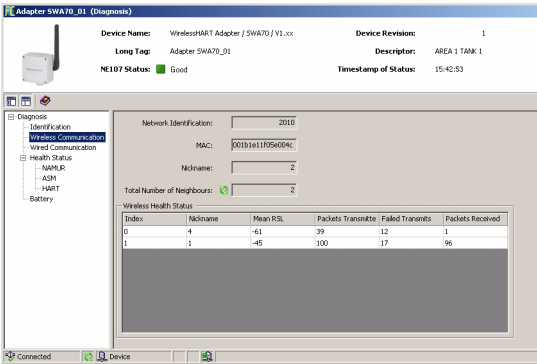 Adapter SWA70_01 (Diagnosis)
Device Name: WirelessHART Adapter / SWA70 / V1.xx Device Revision: 1
Long Tag: Adapter SWA70_01 Descriptor: AREA 1 TANK 1
NE107 Status: Good Timestamp of Status: 15:42:53
Diagnosis
Identification
Wireless Communication
Wired Communication
Health Status
NAMUR
ASM
HART
Battery
Network Identification: 2010
MAC: 001b1e11f05e004c
Nickname: 2
Total Number of Neighbours: 2
Wireless Health Status
Index Nickname Mean RSL Packets Transmitte Failed Transmits Packets Received
0 4 -61 39 12 1
1 1 -45 100 17 96
Connected Device